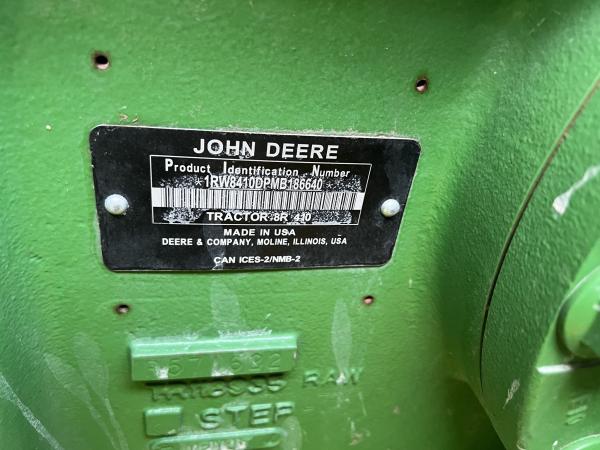 JOHN DEERE
Product Identification Number
1RW8410DPMB186640
TRACTOR 8R 410
MADE IN USA
DEERE & COMPANY, MOLINE, ILLINOIS, USA
CAN ICES-2/NMB-2
RAW
STEP